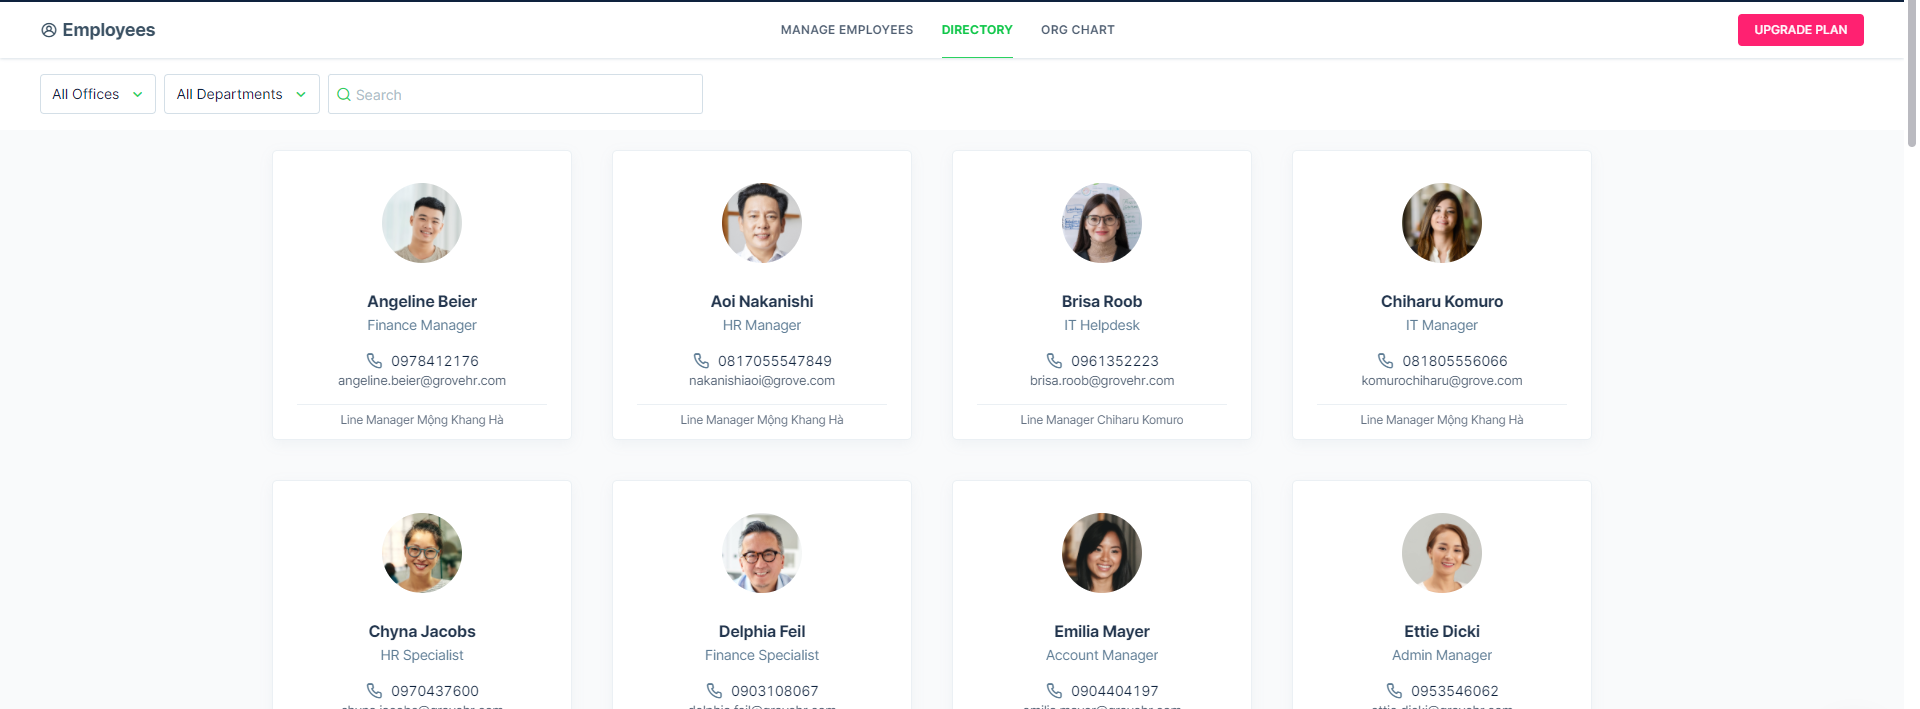 Employees
MANAGE EMPLOYEES
DIRECTORY
ORG CHART
UPGRADE PLAN
All Offices
All Departments
Search
Angeline Beier
Finance Manager
0978412176
angeline.beier@grovehr.com
Line Manager Mộng Khang Hà
Aoi Nakanishi
HR Manager
0817055547849
nakanishiaoi@grove.com
Line Manager Mộng Khang Hà
Brisa Roob
IT Helpdesk
0961352223
brisa.roob@grovehr.com
Line Manager Chiharu Komuro
Chiharu Komuro
IT Manager
081805556066
komurochiharu@grove.com
Line Manager Mộng Khang Hà
Chyna Jacobs
HR Specialist
0970437600
Delphia Feil
Finance Specialist
0903108067
Emilia Mayer
Account Manager
0904404197
Ettie Dicki
Admin Manager
0953546062